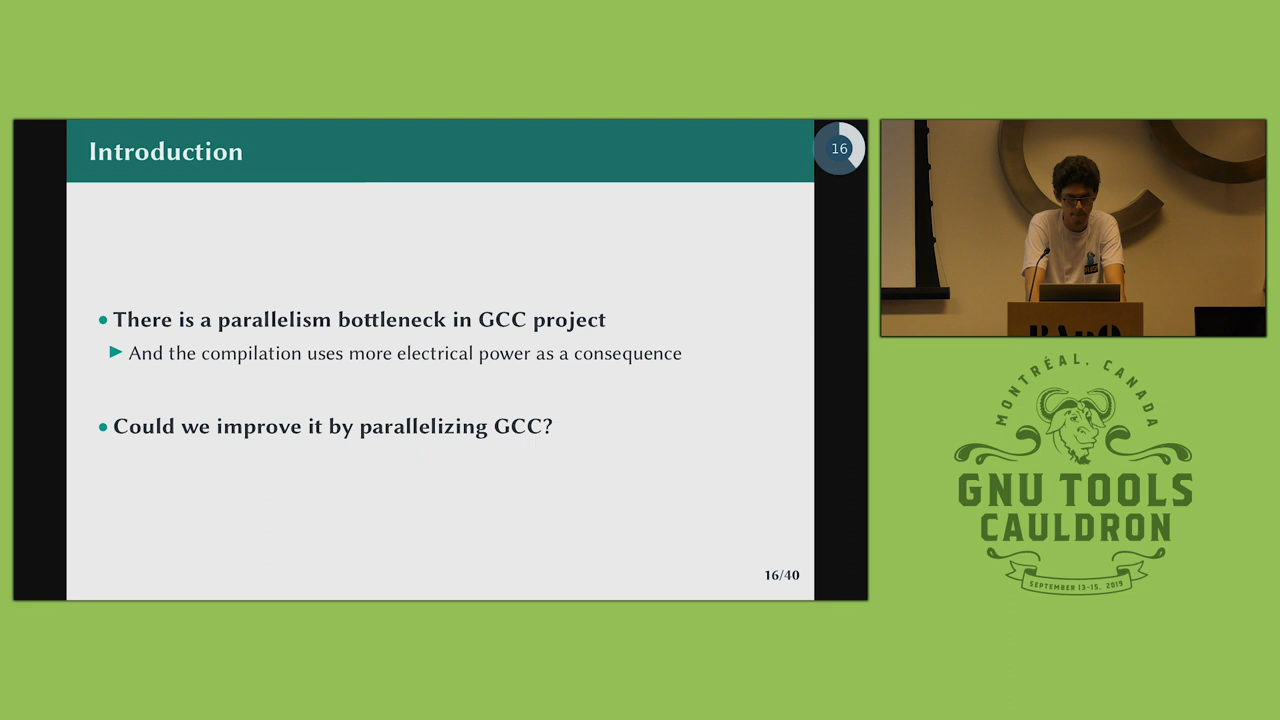 Introduction
16
There is a parallelism bottleneck in GCC project
And the compilation uses more electrical power as a consequence
Could we improve it by parallelizing GCC?
16/40
MONTRÉAL, CANADA
GNU TOOLS
CAULDRON
SEPTEMBER 13-15, 2019